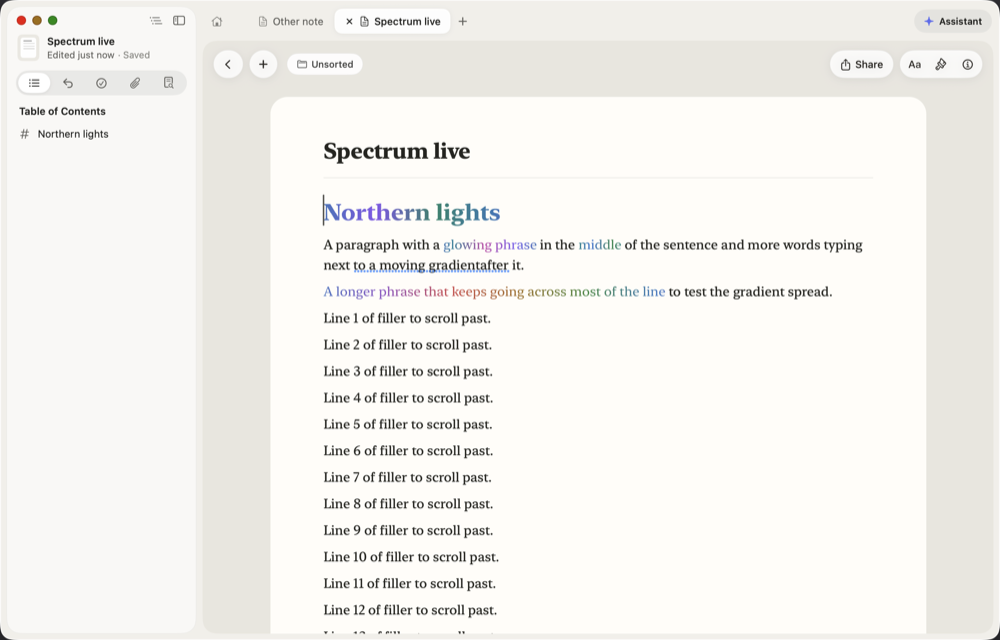 Spectrum live
Edited just now · Saved
Table of Contents
# Northern lights
Other note
Spectrum live
Assistant
Unsorted
Share
Aa
Spectrum live
Northern lights
A paragraph with a glowing phrase in the middle of the sentence and more words typing
next to a moving gradientafter it.
A longer phrase that keeps going across most of the line to test the gradient spread.
Line 1 of filler to scroll past.
Line 2 of filler to scroll past.
Line 3 of filler to scroll past.
Line 4 of filler to scroll past.
Line 5 of filler to scroll past.
Line 6 of filler to scroll past.
Line 7 of filler to scroll past.
Line 8 of filler to scroll past.
Line 9 of filler to scroll past.
Line 10 of filler to scroll past.
Line 11 of filler to scroll past.
Line 12 of filler to scroll past.